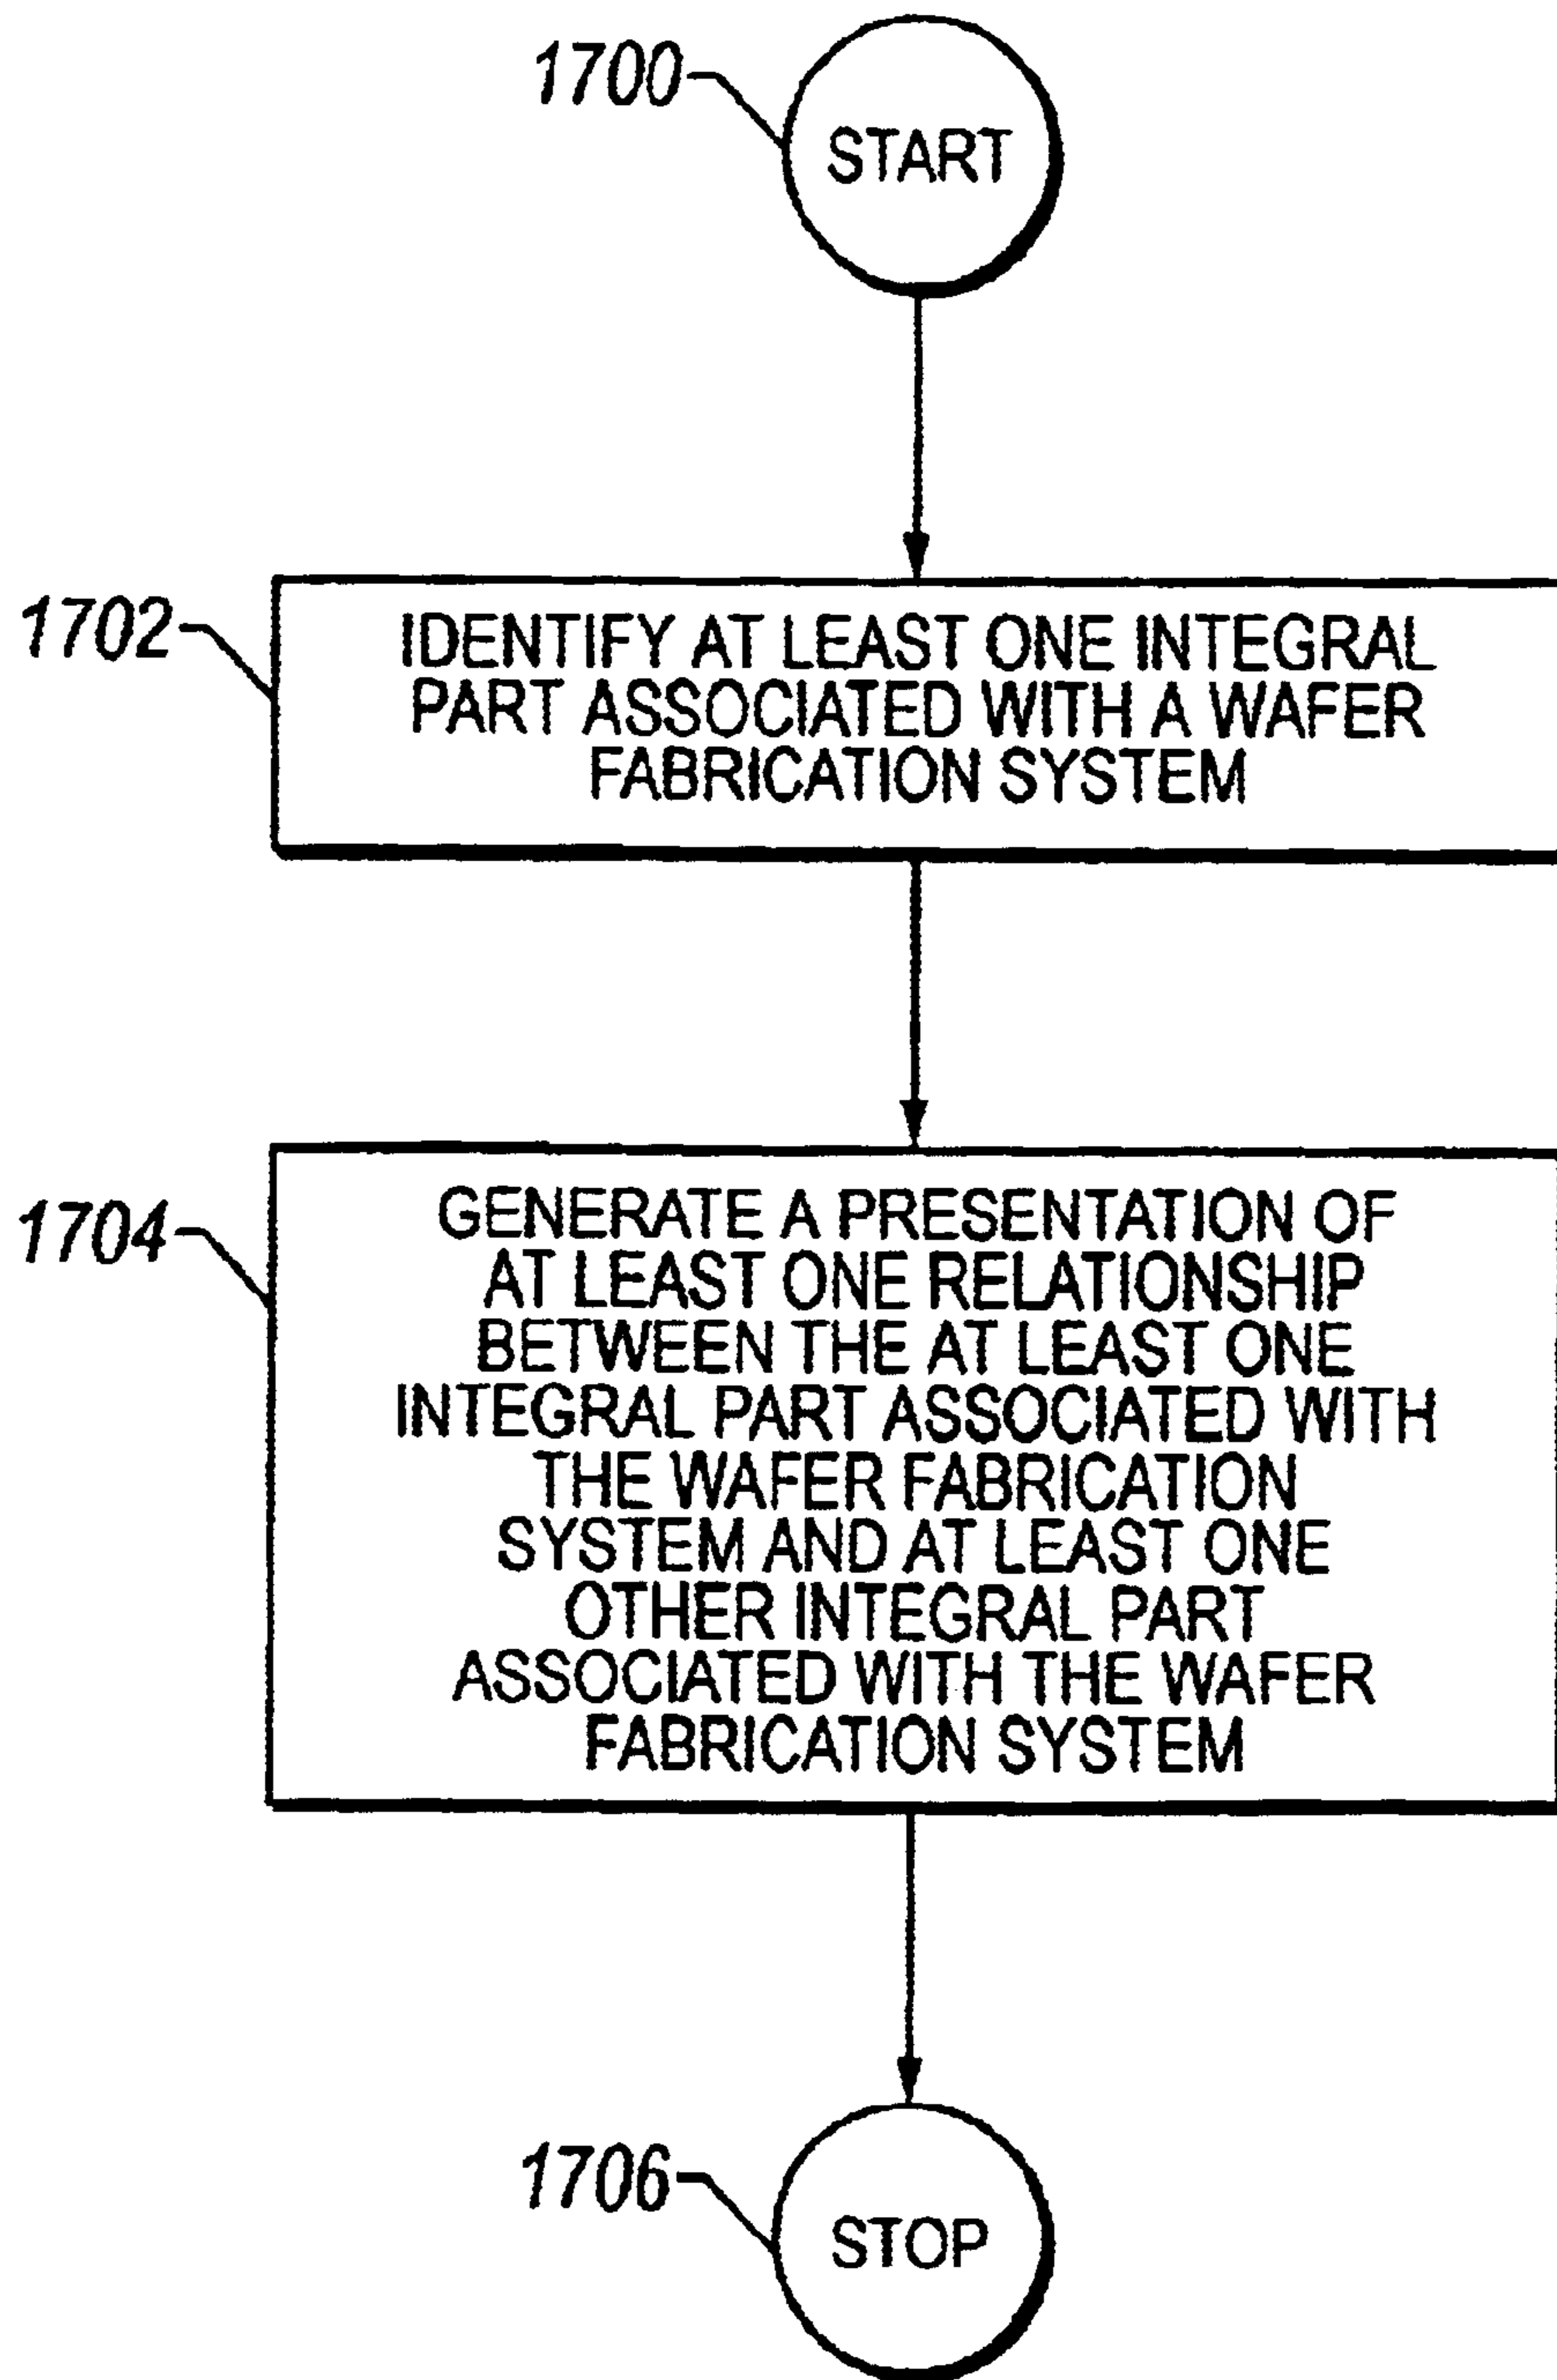 1700
START
1702
IDENTIFY AT LEAST ONE INTEGRAL
PART ASSOCIATED WITH A WAFER
FABRICATION SYSTEM
1704
GENERATE A PRESENTATION OF
AT LEAST ONE RELATIONSHIP
BETWEEN THE AT LEAST ONE
INTEGRAL PART ASSOCIATED WITH
THE WAFER FABRICATION
SYSTEM AND AT LEAST ONE
OTHER INTEGRAL PART
ASSOCIATED WITH THE WAFER
FABRICATION SYSTEM
1706
STOP